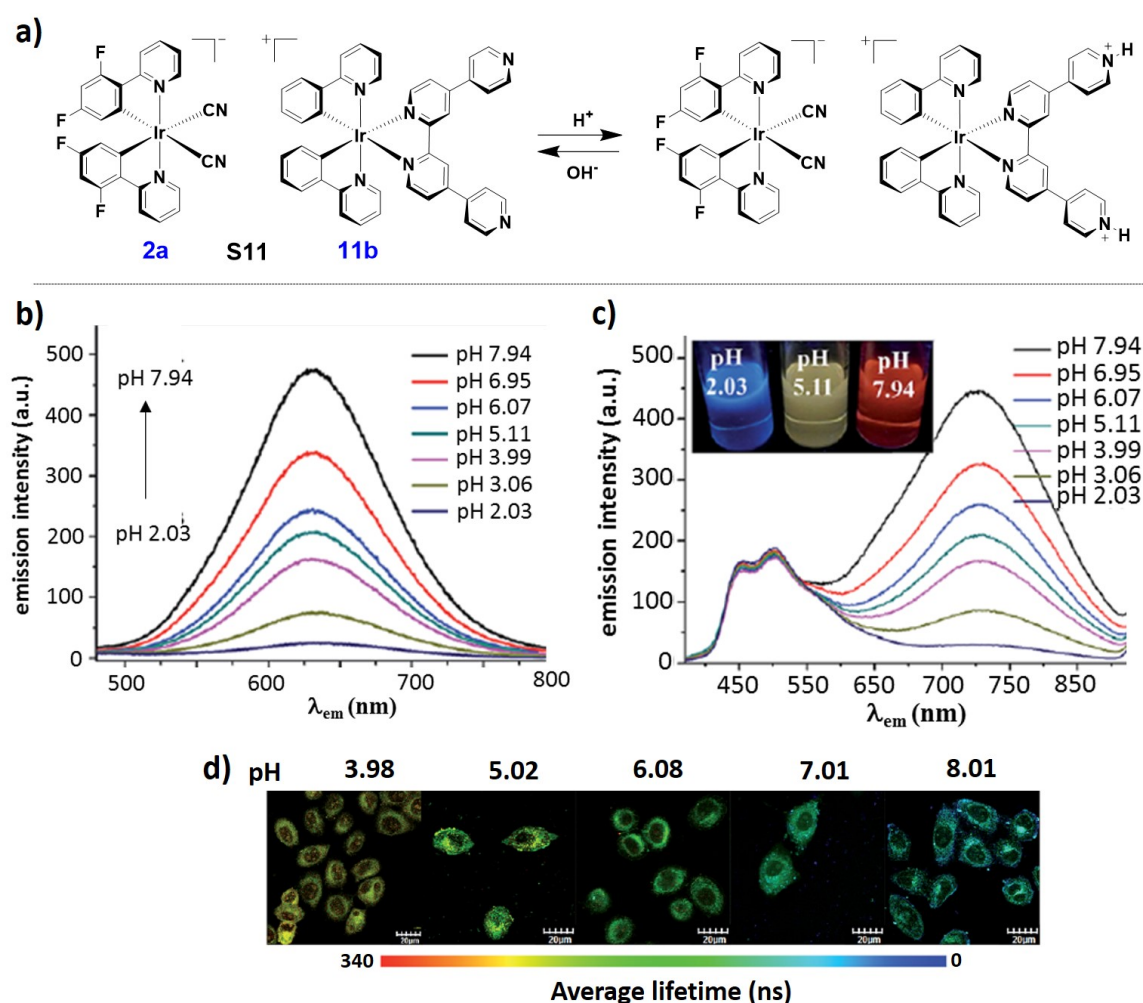 a)
F
F
F
F
N
N
Ir
CN
CN
−
+
N
N
Ir
N
N
N
N
H+
OH-
F
F
F
F
N
N
Ir
CN
CN
−
+
N
N
Ir
N
N
N+-H
N+-H
2a S11 11b
b)
emission intensity (a.u.)
500
400
300
200
100
0
pH 7.94
pH 2.03
pH 7.94
pH 6.95
pH 6.07
pH 5.11
pH 3.99
pH 3.06
pH 2.03
500 600 700 800
λem (nm)
c)
emission intensity (a.u.)
500
400
300
200
100
0
pH 2.03
pH 5.11
pH 7.94
pH 7.94
pH 6.95
pH 6.07
pH 5.11
pH 3.99
pH 3.06
pH 2.03
450 550 650 700 750 850
λem (nm)
d) pH 3.98 5.02 6.08 7.01 8.01
20μm 20μm 20μm 20μm 20μm
340 0
Average lifetime (ns)